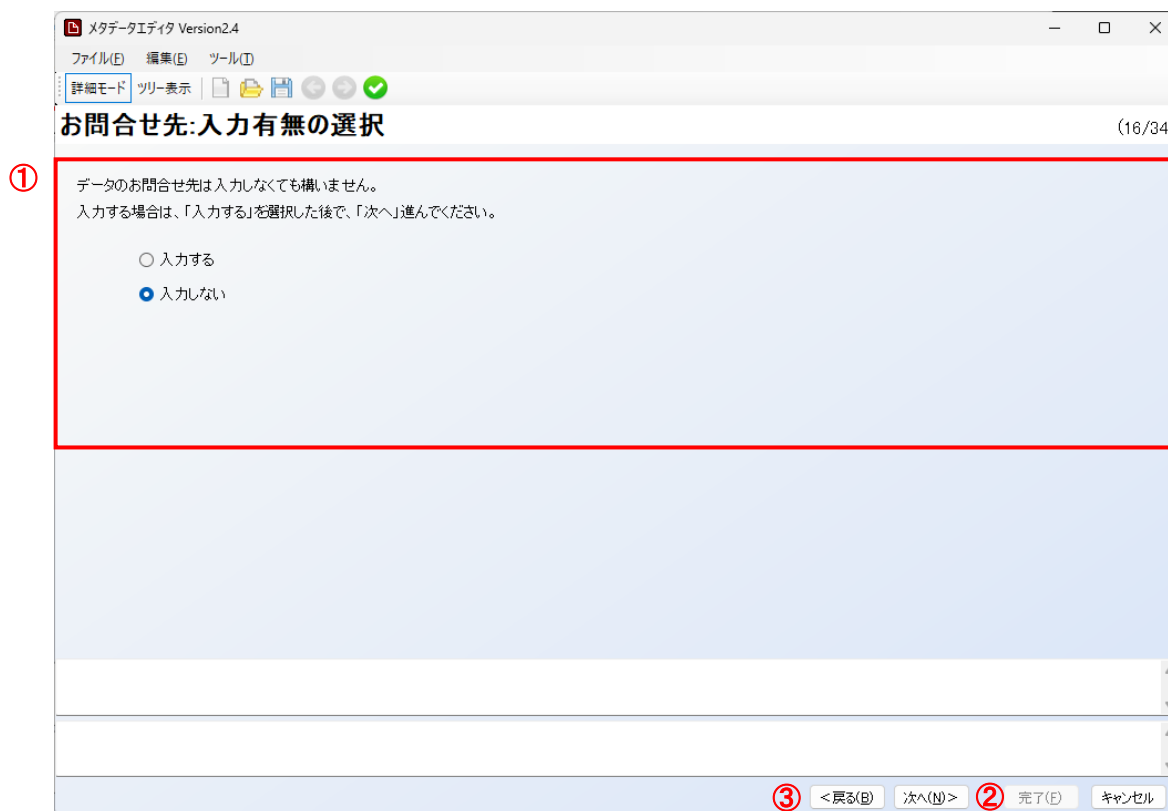 メタデータエディタ Version2.4
ファイル(F) 編集(E) ツール(T)
詳細モード ツリー表示
お問合せ先:入力有無の選択 (16/34
①
データのお問合せ先は入力しなくても構いません。
入力する場合は、「入力する」を選択した後で、「次へ」進んでください。
入力する
入力しない
③ <戻る(B) 次へ(N)> ② 完了(F) キャンセル